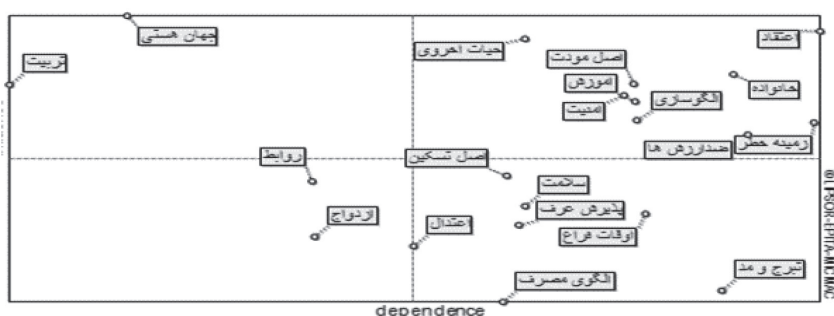 جهان هستی
اعتقاد
حیات اخروی
اصل مودت
تربیت
آموزش
خانواده
امنیت
الگوسازی
زمینه خطر
ضدارزش ها
اصل تسکین
روابط
سلامت
پذیرش عرف
ازدواج
اعتدال
اوقات فراغ
تبرج و مد
الگوی مصرف
dependence
© LIPSOR-EPITA-MICMAC